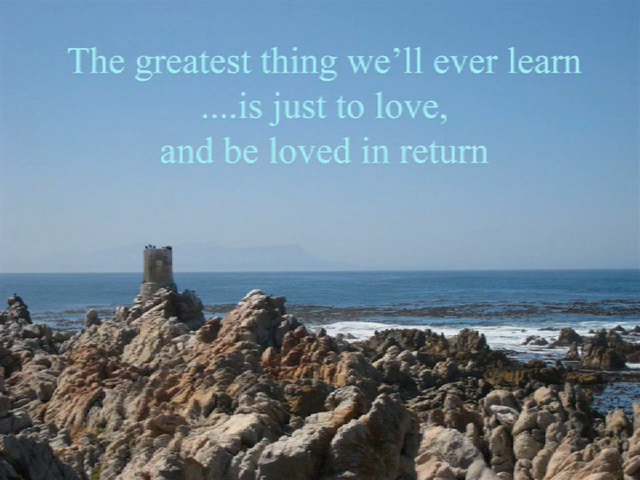 The greatest thing we’ll ever learn
....is just to love,
and be loved in return